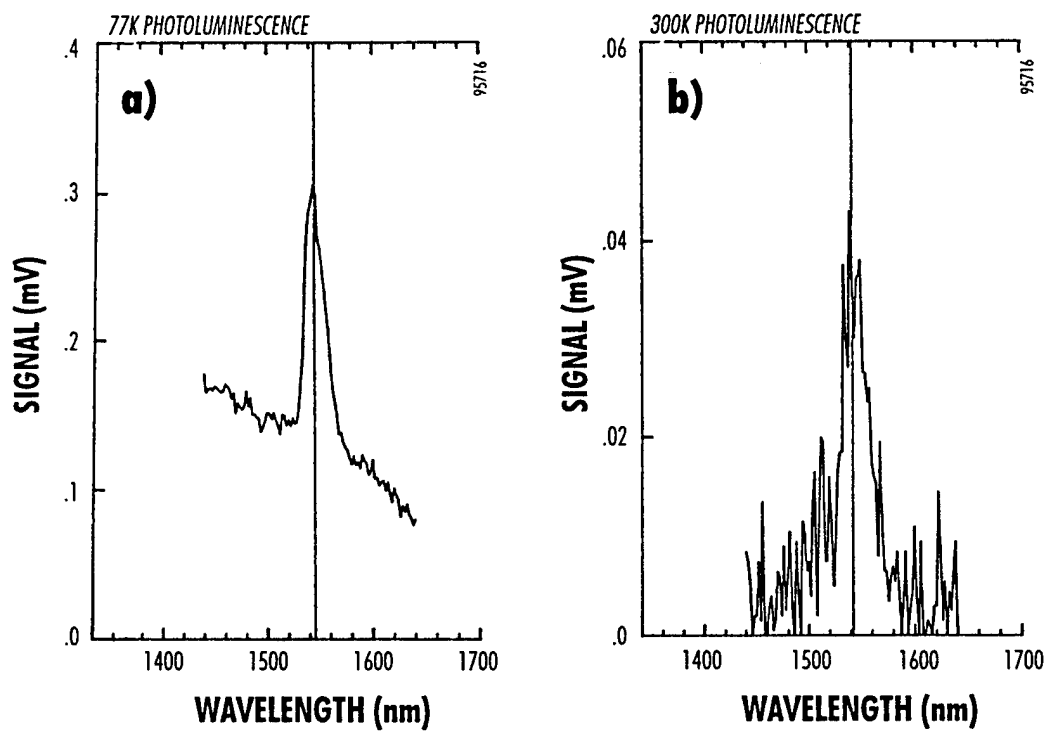 77K PHOTOLUMINESCENCE
.4
.3
.2
.1
.0
a)
95716
SIGNAL (mV)
1400 1500 1600 1700
WAVELENGTH (nm)
300K PHOTOLUMINESCENCE
.06
.04
.02
.0
b)
95716
SIGNAL (mV)
1400 1500 1600 1700
WAVELENGTH (nm)